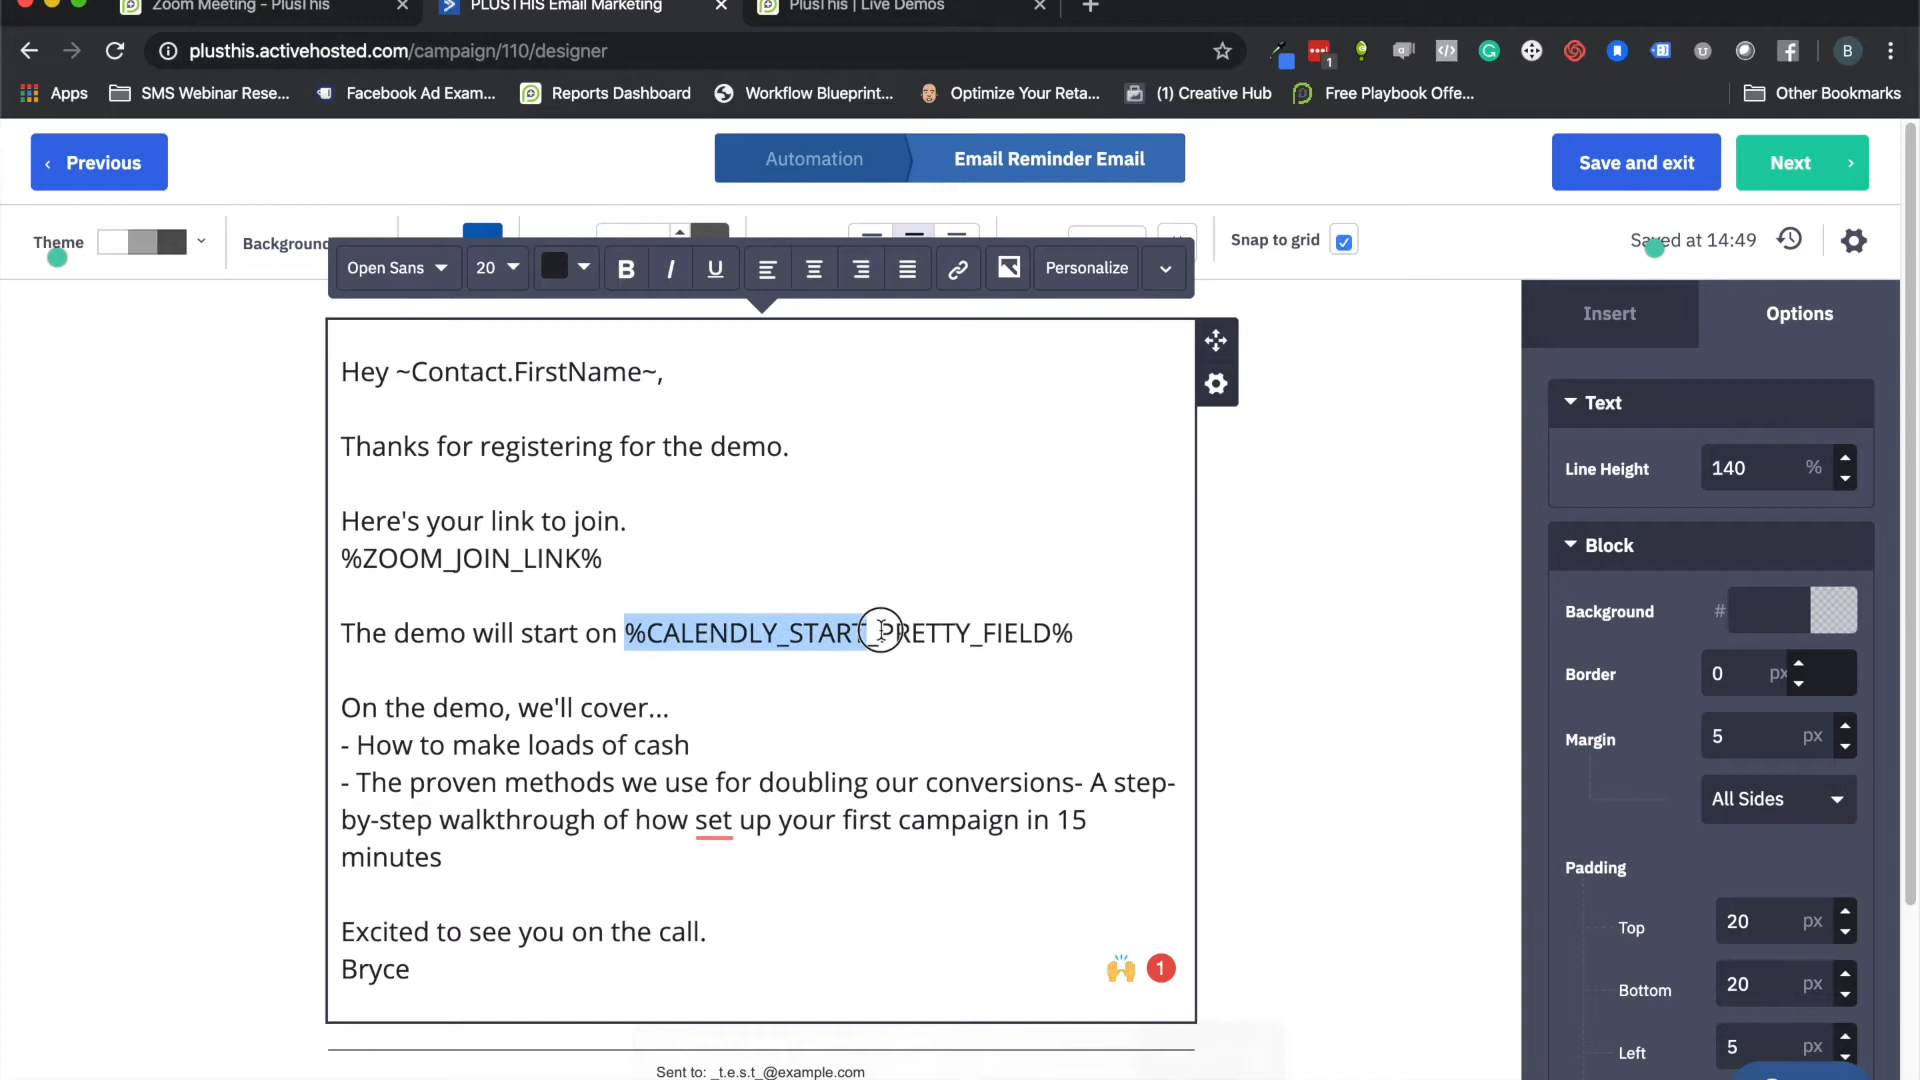 Zoom Meeting - PlusThis
PLUSTHIS Email Marketing
PlusThis | Live Demos
plusthis.activehosted.com/campaign/110/designer
1
B
Apps
SMS Webinar Rese...
Facebook Ad Exam...
Reports Dashboard
Workflow Blueprint...
Optimize Your Reta...
(1) Creative Hub
Free Playbook Offe...
Other Bookmarks
Previous
Automation
Email Reminder Email
Save and exit
Next
Theme
Background
Snap to grid
Saved at 14:49
Open Sans
20
B I U
Personalize
Insert
Options
Hey ~Contact.FirstName~,
Thanks for registering for the demo.
Here's your link to join.
%ZOOM_JOIN_LINK%
The demo will start on %CALENDLY_START_PRETTY_FIELD%
On the demo, we'll cover...
- How to make loads of cash
- The proven methods we use for doubling our conversions- A step-
by-step walkthrough of how set up your first campaign in 15
minutes
Excited to see you on the call.
Bryce
1
Sent to: _t.e.s.t_@example.com
Text
Line Height
140 %
Block
Background
#
Border
0 px
Margin
5 px
All Sides
Padding
Top
20 px
Bottom
20 px
Left
5 px